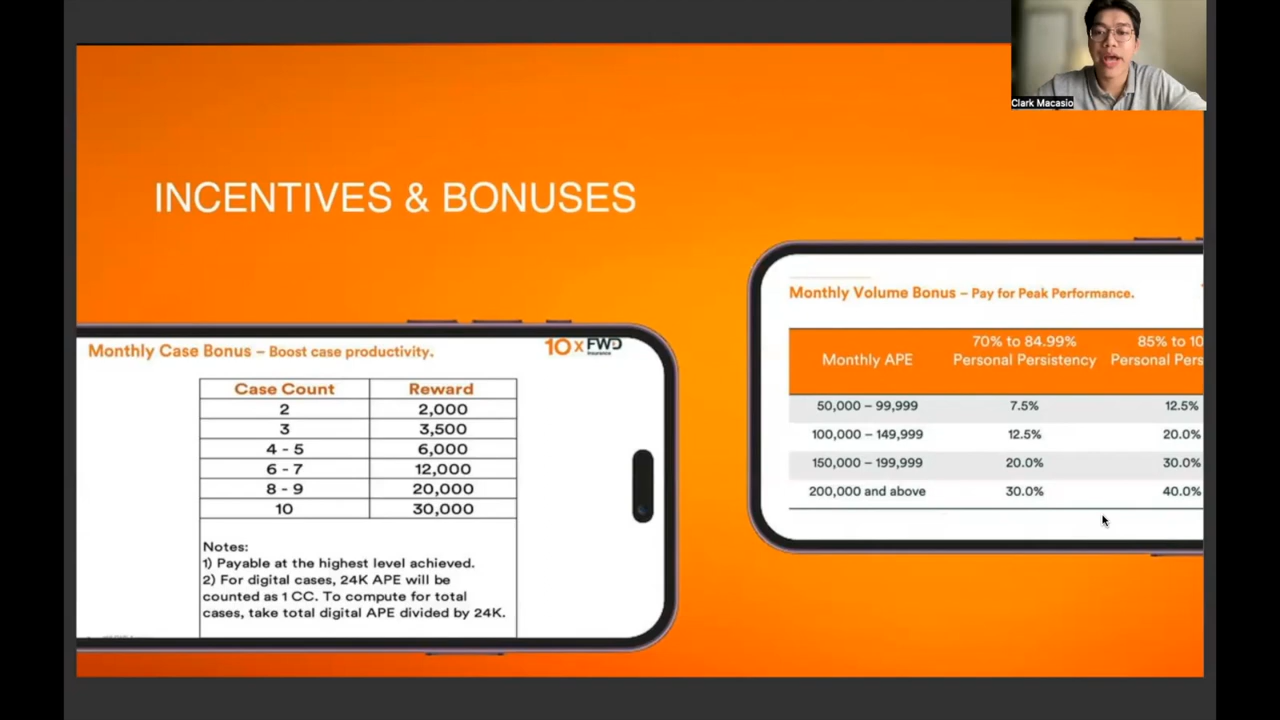 Clark Macasio
INCENTIVES & BONUSES
Monthly Case Bonus – Boost case productivity.
10 x FWD
Insurance
Case Count Reward
2 2,000
3 3,500
4 - 5 6,000
6 - 7 12,000
8 - 9 20,000
10 30,000
Notes:
1) Payable at the highest level achieved.
2) For digital cases, 24K APE will be
counted as 1 CC. To compute for total
cases, take total digital APE divided by 24K.
Monthly Volume Bonus – Pay for Peak Performance.
70% to 84.99% 85% to 10
Monthly APE Personal Persistency Personal Pers
50,000 – 99,999 7.5% 12.5%
100,000 – 149,999 12.5% 20.0%
150,000 – 199,999 20.0% 30.0%
200,000 and above 30.0% 40.0%